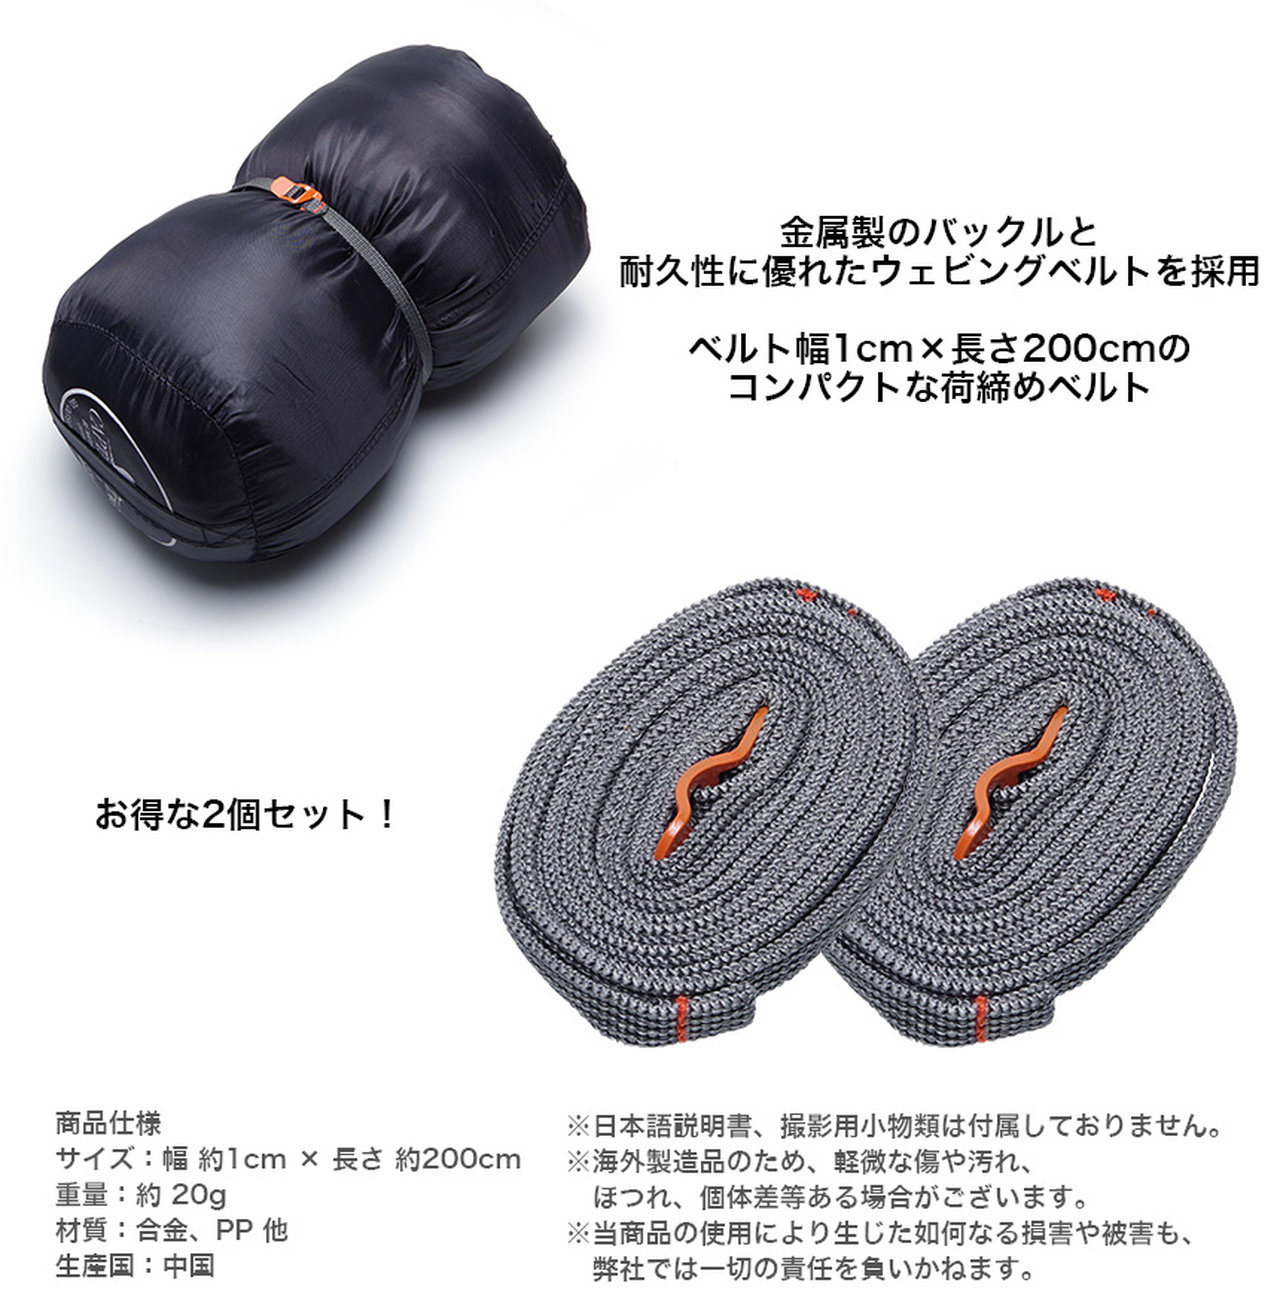 金属製のバックルと
耐久性に優れたウェビングベルトを採用
ベルト幅1cm×長さ200cmの
コンパクトな荷締めベルト
お得な2個セット！
商品仕様
サイズ：幅 約1cm × 長さ 約200cm
重量：約 20g
材質：合金、PP 他
生産国：中国
※日本語説明書、撮影用小物類は付属しておりません。
※海外製造品のため、軽微な傷や汚れ、
ほつれ、個体差等ある場合がございます。
※当商品の使用により生じた如何なる損害や被害も、
弊社では一切の責任を負いかねます。